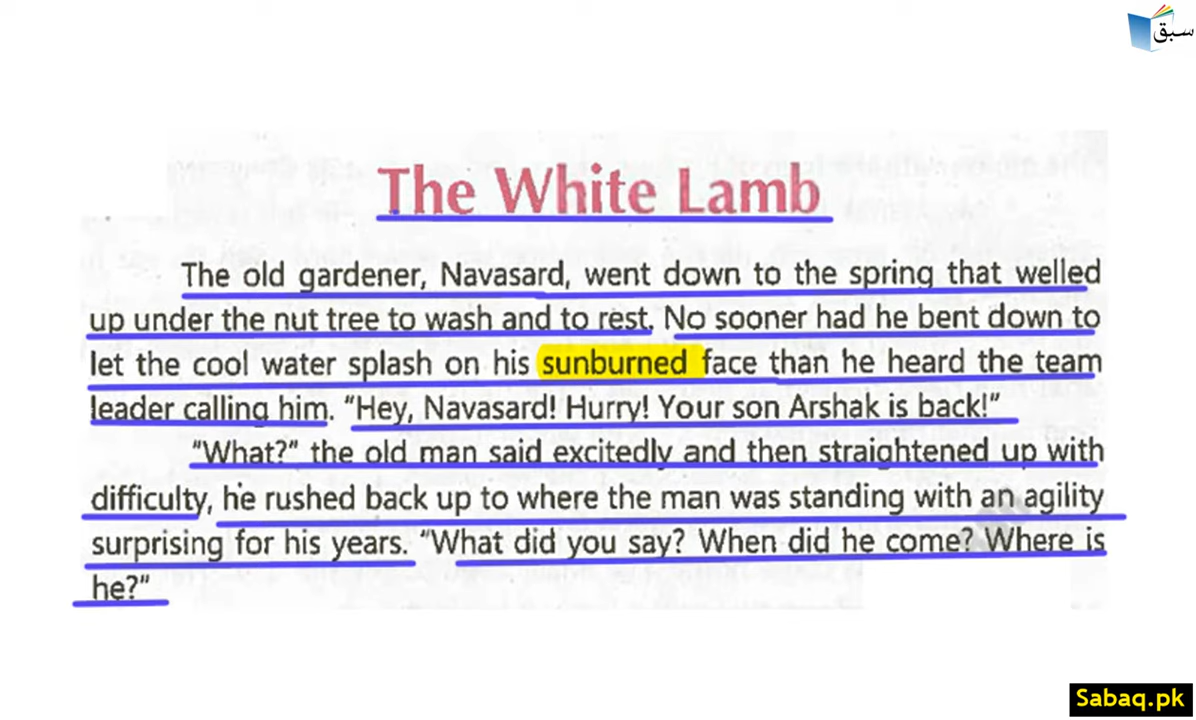 سبق
The White Lamb
The old gardener, Navasard, went down to the spring that welled
up under the nut tree to wash and to rest. No sooner had he bent down to
let the cool water splash on his sunburned face than he heard the team
leader calling him. “Hey, Navasard! Hurry! Your son Arshak is back!”
“What?” the old man said excitedly and then straightened up with
difficulty, he rushed back up to where the man was standing with an agility
surprising for his years. “What did you say? When did he come? Where is
he?”
Sabaq.pk